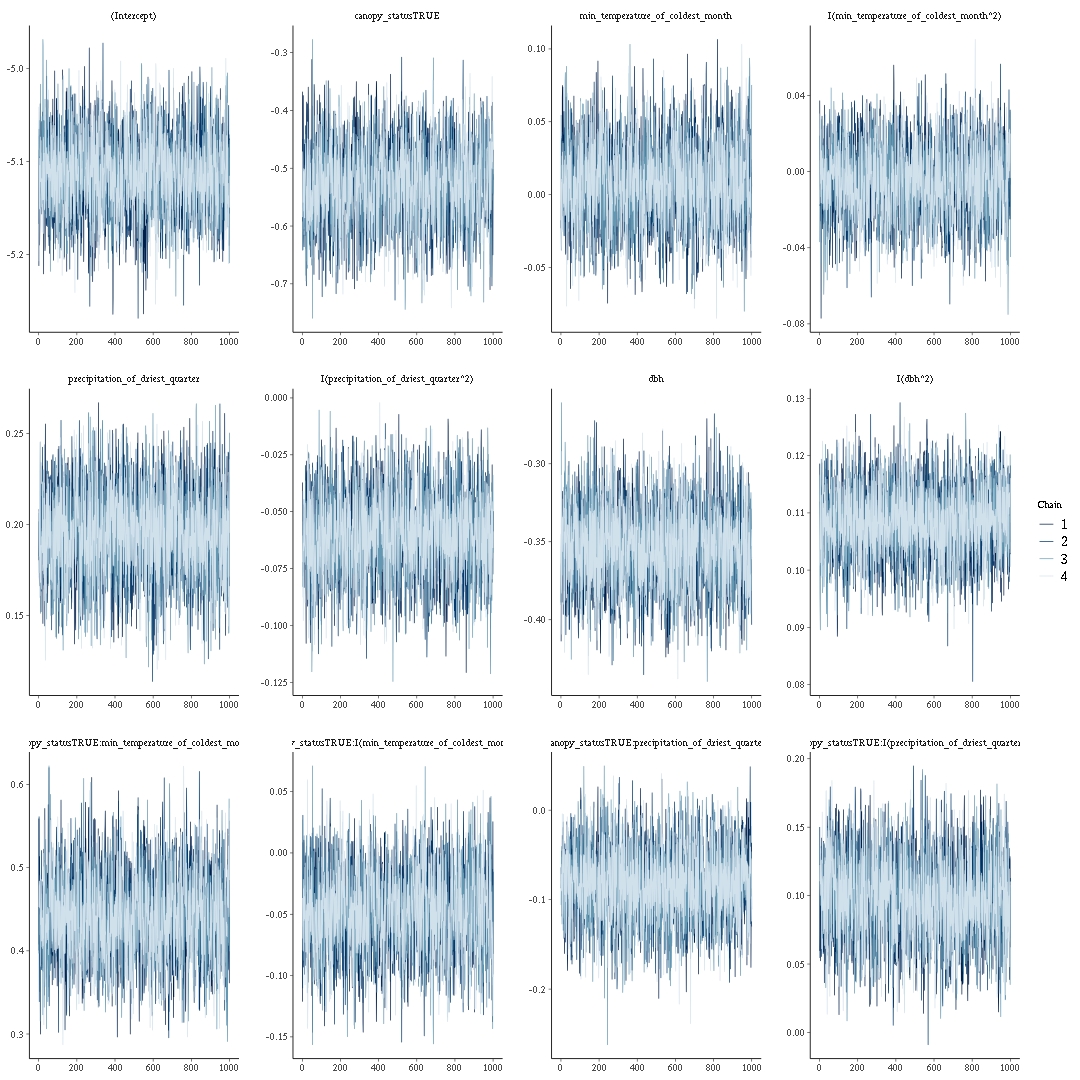 (Intercept)
canopy_statusTRUE
min_temperature_of_coldest_month
I(min_temperature_of_coldest_month^2)
-5.0
-5.1
-5.2
0 200 400 600 800 1000
-0.3
-0.4
-0.5
-0.6
-0.7
0 200 400 600 800 1000
0.10
0.05
0.00
-0.05
0 200 400 600 800 1000
0.04
0.00
-0.04
-0.08
0 200 400 600 800 1000
precipitation_of_driest_quarter
I(precipitation_of_driest_quarter^2)
dbh
I(dbh^2)
0.25
0.20
0.15
0 200 400 600 800 1000
0.000
-0.025
-0.050
-0.075
-0.100
-0.125
0 200 400 600 800 1000
-0.30
-0.35
-0.40
0 200 400 600 800 1000
0.13
0.12
0.11
0.10
0.09
0.08
0 200 400 600 800 1000
Chain
1
2
3
4
opy_statusTRUE:min_temperature_of_coldest_mo
y_statusTRUE:I(min_temperature_of_coldest_mon
anopy_statusTRUE:precipitation_of_driest_quarte
opy_statusTRUE:I(precipitation_of_driest_quarter
0.6
0.5
0.4
0.3
0 200 400 600 800 1000
0.05
0.00
-0.05
-0.10
-0.15
0 200 400 600 800 1000
0.0
-0.1
-0.2
0 200 400 600 800 1000
0.20
0.15
0.10
0.05
0.00
0 200 400 600 800 1000